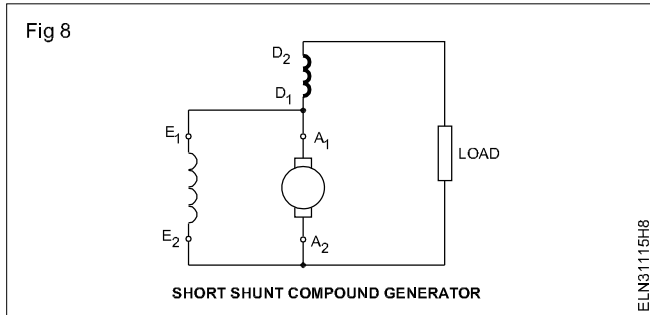 Fig 8
D2
D1
E1
A1
LOAD
E2
A2
SHORT SHUNT COMPOUND GENERATOR
ELN31115H8